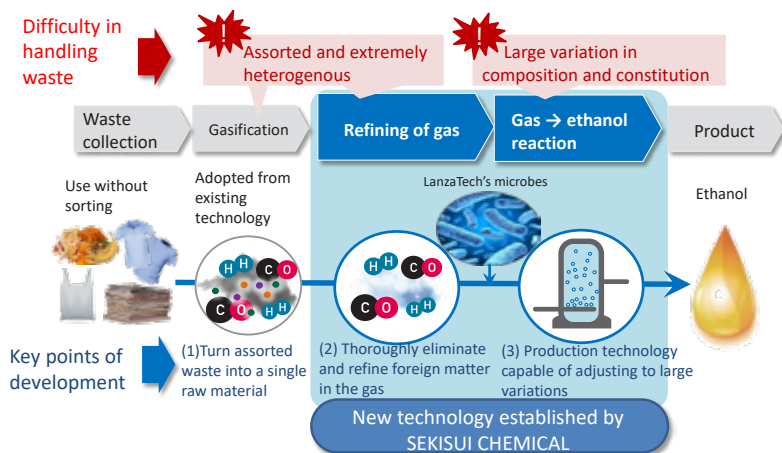 Difficulty in
handling
waste
!
Assorted and extremely
heterogenous
!
Large variation in
composition and constitution
Waste
collection
Gasification
Refining of gas
Gas → ethanol
reaction
Product
Use without
sorting
Adopted from
existing
technology
LanzaTech's microbes
Ethanol
H H C O
C O H H
H H C O
C O H H
Key points of
development
(1)Turn assorted
waste into a single
raw material
(2) Thoroughly eliminate
and refine foreign matter
in the gas
(3) Production technology
capable of adjusting to large
variations
New technology established by
SEKISUI CHEMICAL